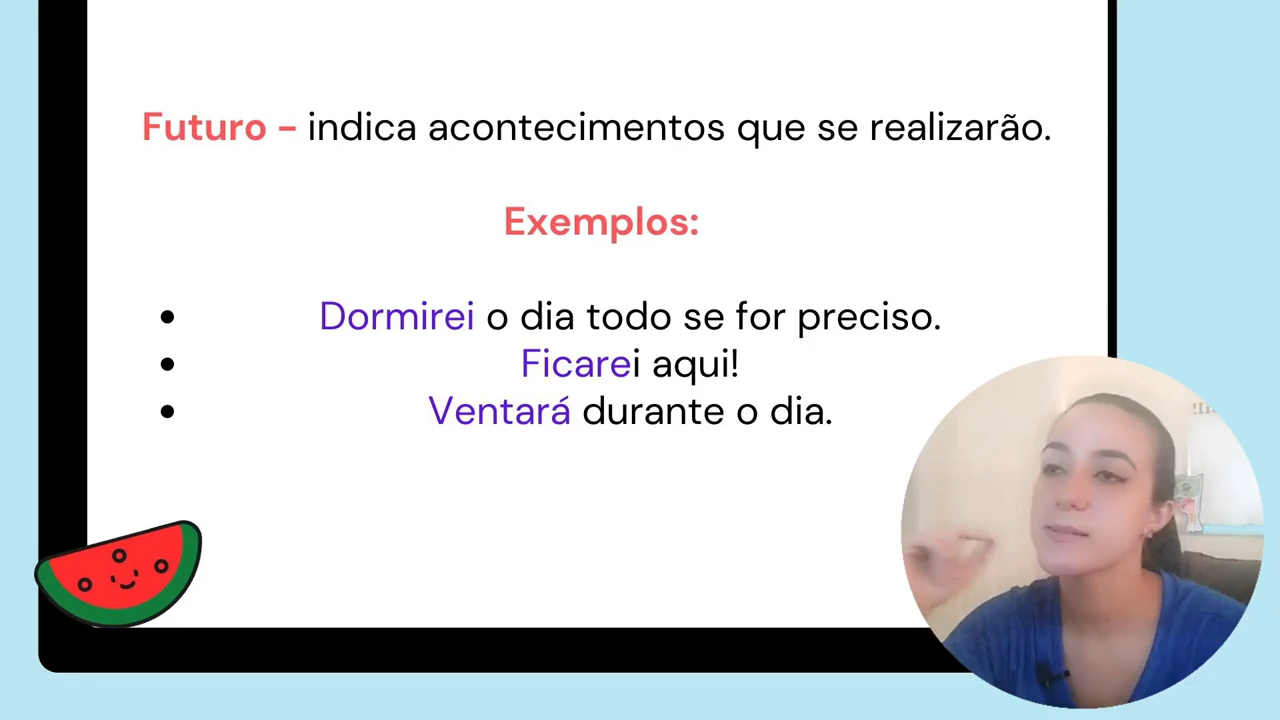 Futuro - indica acontecimentos que se realizarão.
Exemplos:
• Dormirei o dia todo se for preciso.
• Ficarei aqui!
• Ventará durante o dia.